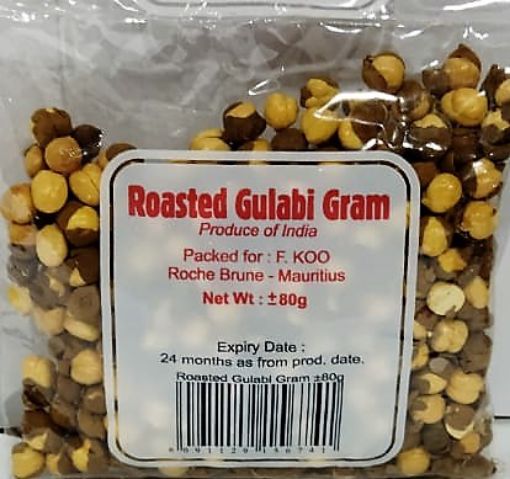 Roasted Gulabi Gram
Produce of India
Packed for : F. KOO
Roche Brune - Mauritius
Net Wt : ±80g
Expiry Date :
24 months as from prod. date.
Roasted Gulabi Gram ±80g